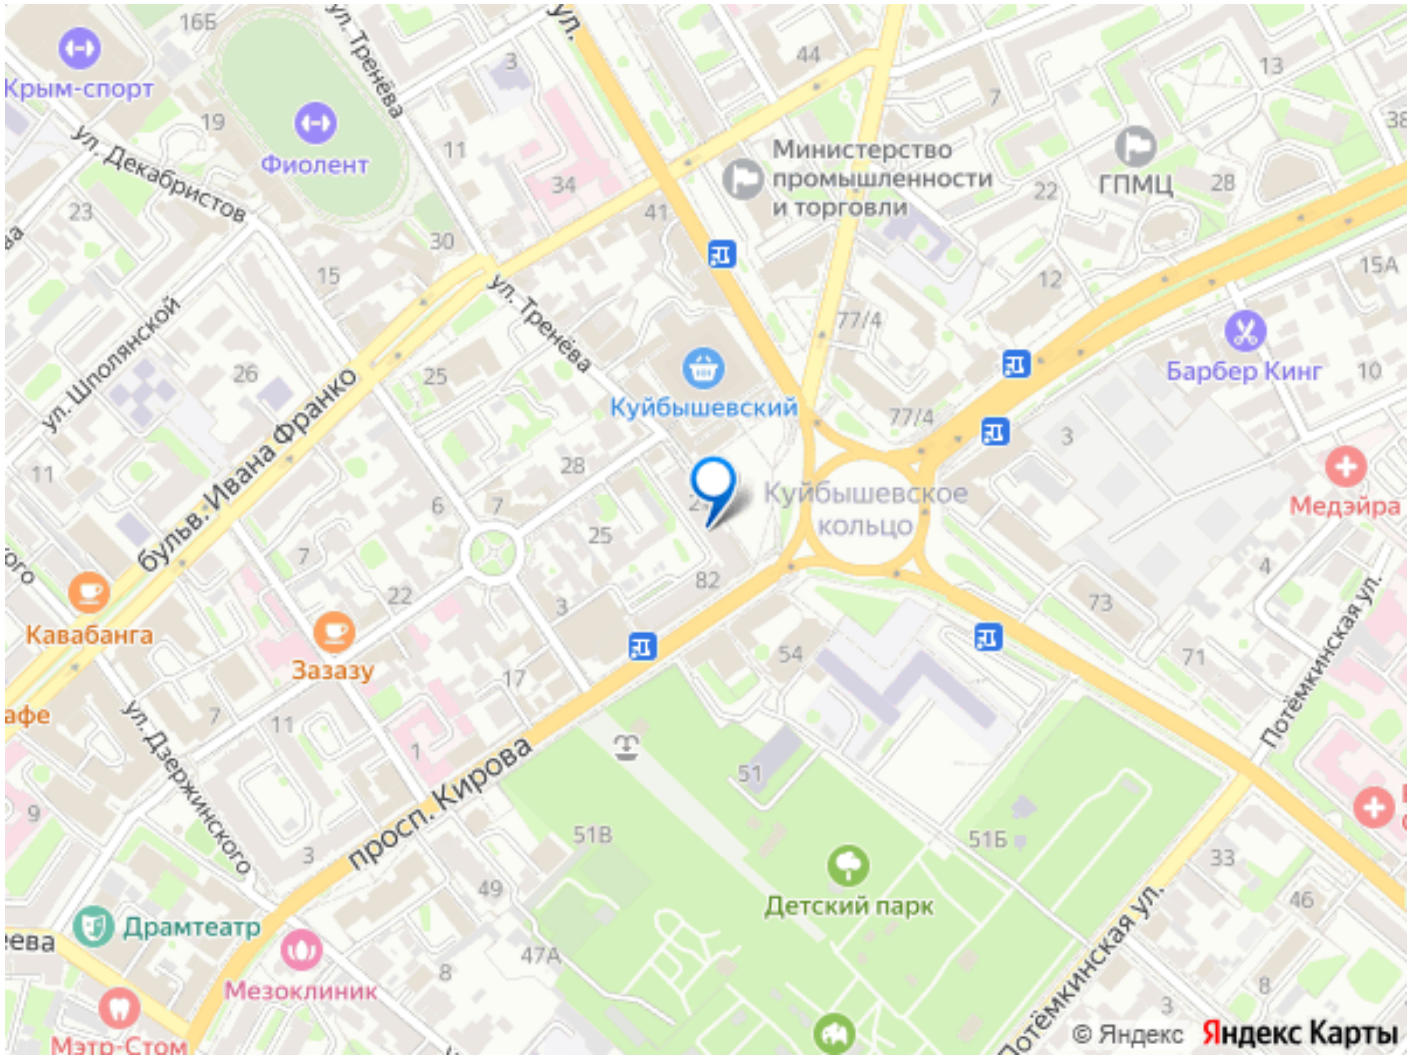 16Б
ул. Тренёва
ул.
44
Крым-спорт
3
13
7
19
Фиолент
11
38
Министерство
промышленности
и торговли
ул. Декабристов
34
ГПМЦ
28
22
23
41
30
15
12
15А
ул. Тренёва
77/4
ул. Шполянской
Барбер Кинг
10
26
25
Куйбышевский
77/4
3
бульв. Ивана Франко
11
28
6
7
Куйбышевское
кольцо
Медэйра
25
7
4
82
22
3
73
Кавабанга
Зазазу
54
71
Потёмкинская ул.
17
афе
7
11
ул. Дзержинского
1
51
просп. Кирова
9
51В
51Б
3
33
49
46
Детский парк
Драмтеатр
еева
47А
8
Потёмкинская ул.
Мезоклиник
8
3
Мэтр-Стом
© Яндекс Яндекс Карты